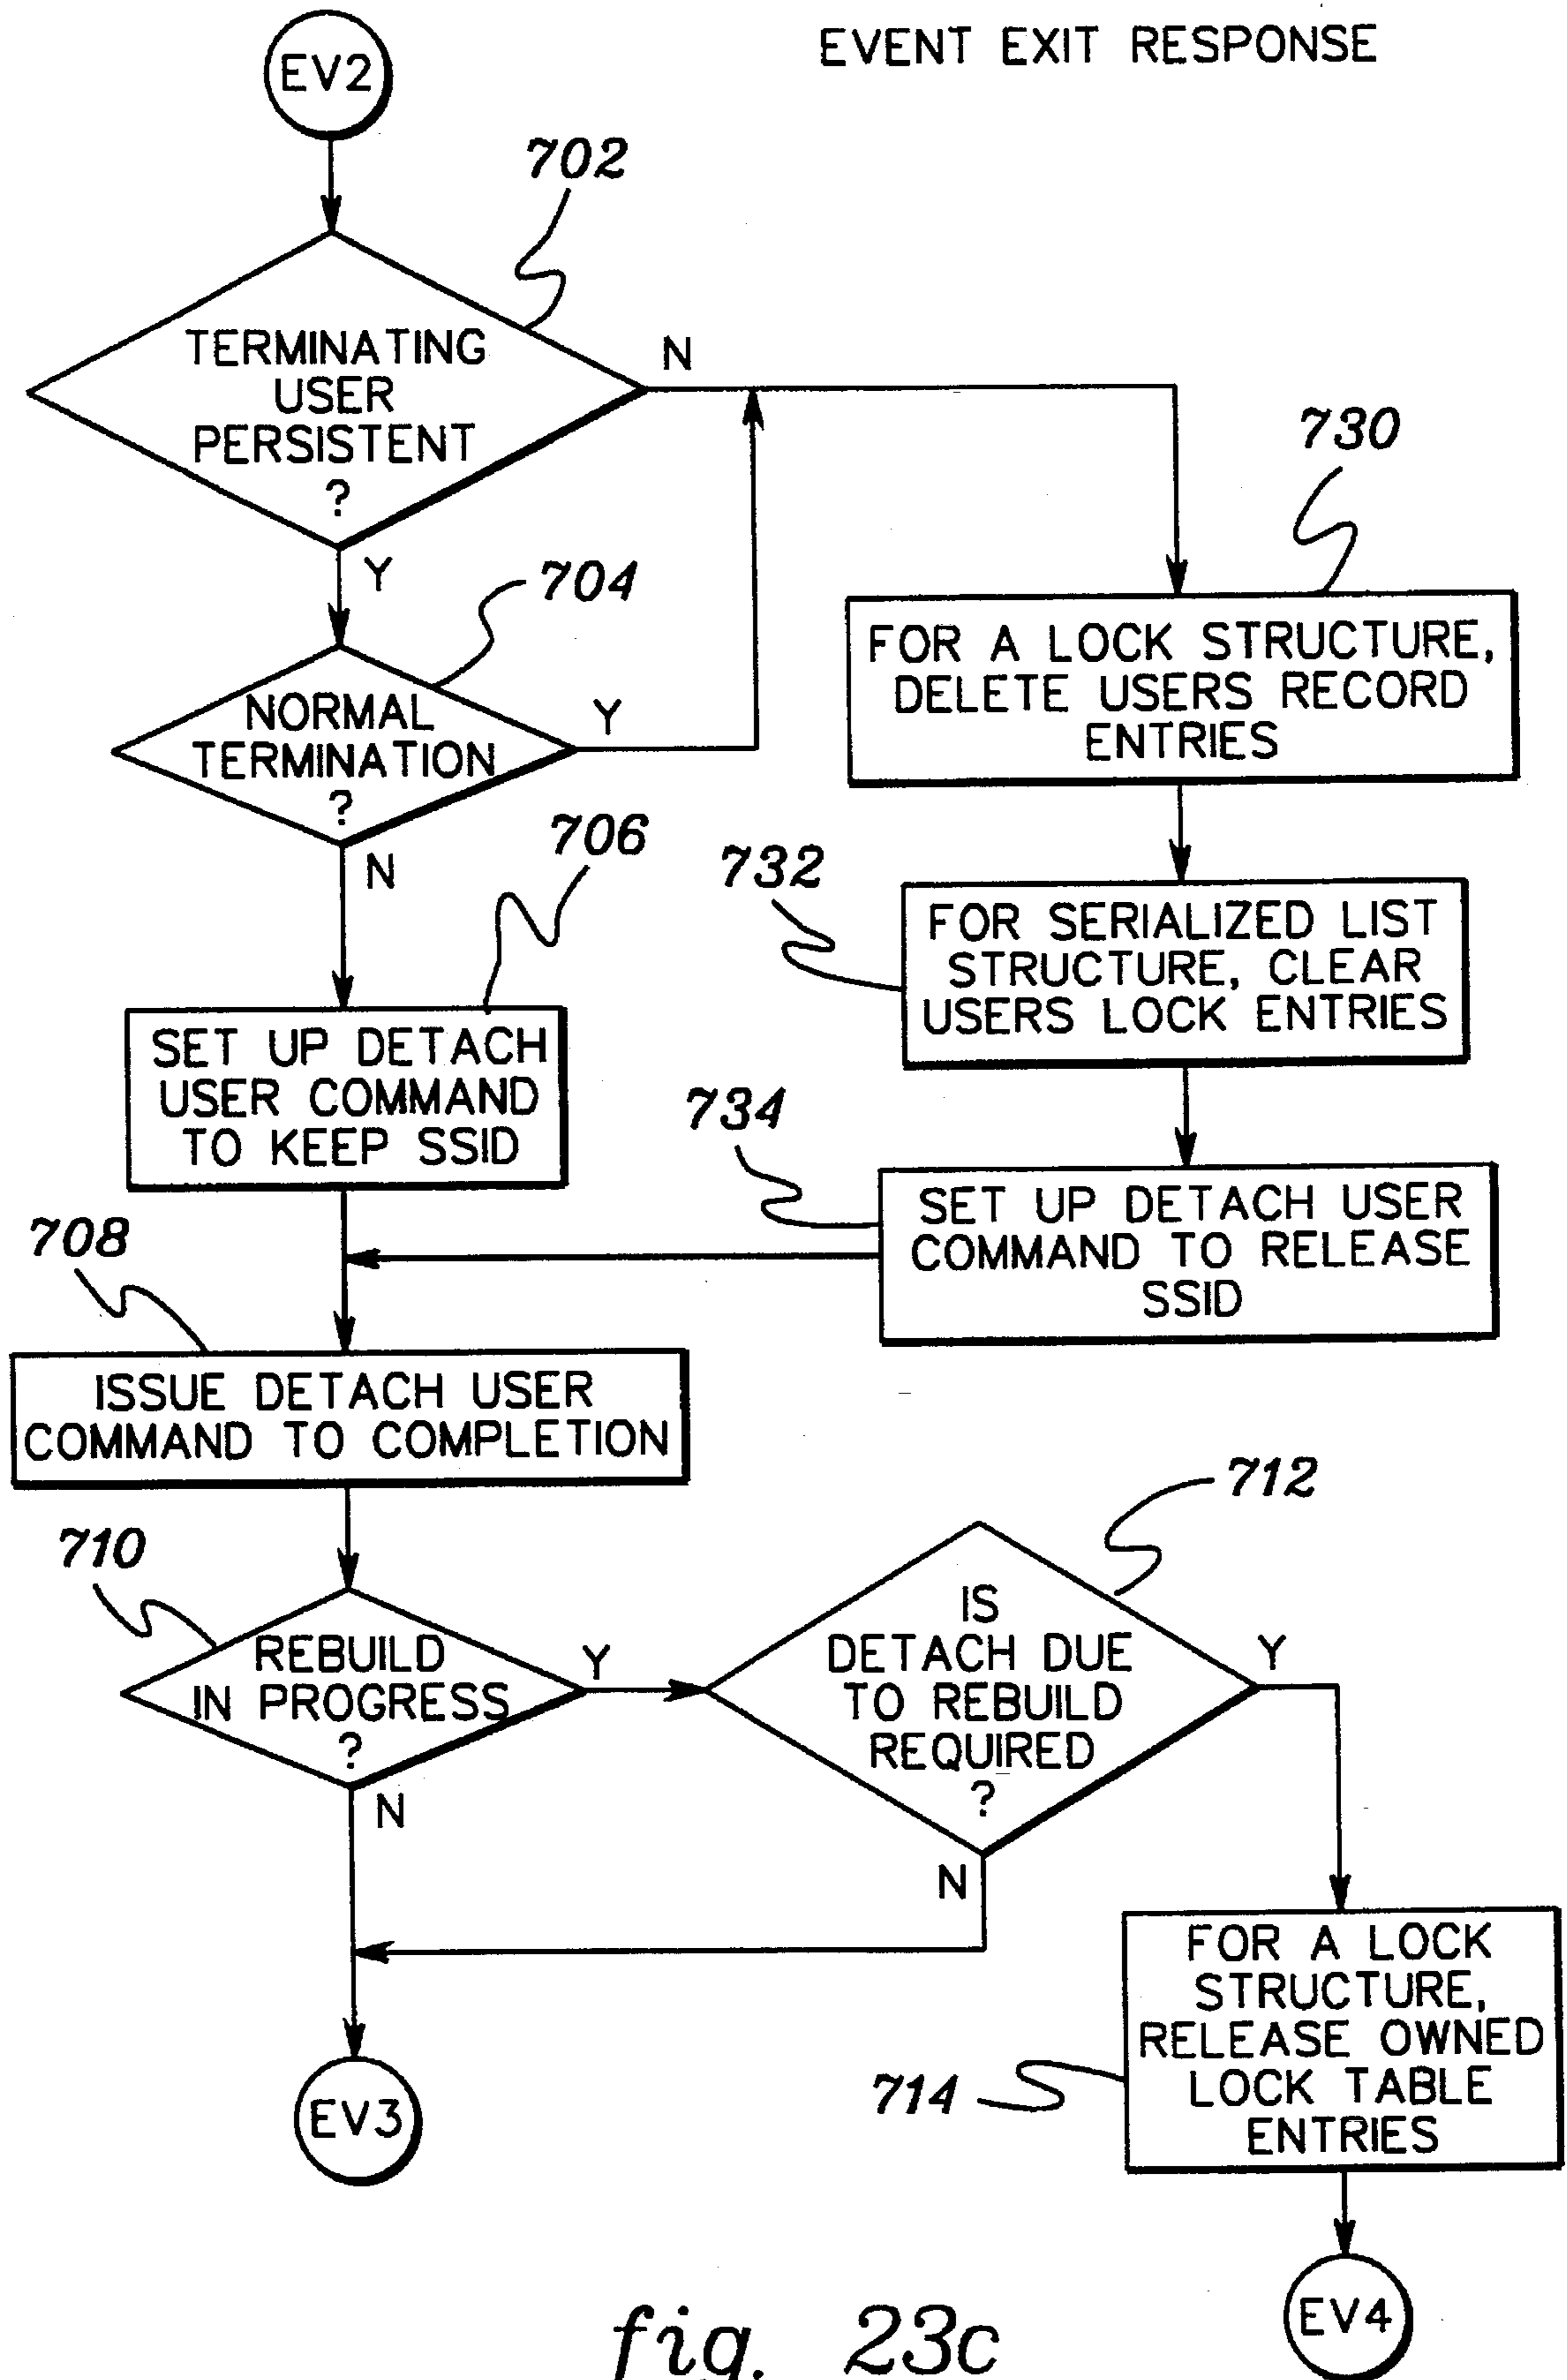 EVENT EXIT RESPONSE
EV2
702
TERMINATING
USER
PERSISTENT
?
N
Y
704
NORMAL
TERMINATION
?
Y
N
730
FOR A LOCK STRUCTURE,
DELETE USERS RECORD
ENTRIES
706
SET UP DETACH
USER COMMAND
TO KEEP SSID
732
FOR SERIALIZED LIST
STRUCTURE, CLEAR
USERS LOCK ENTRIES
734
SET UP DETACH USER
COMMAND TO RELEASE
SSID
708
ISSUE DETACH USER
COMMAND TO COMPLETION
710
REBUILD
IN PROGRESS
?
Y
N
712
IS
DETACH DUE
TO REBUILD
REQUIRED
?
Y
N
714
FOR A LOCK
STRUCTURE,
RELEASE OWNED
LOCK TABLE
ENTRIES
EV3
EV4
fig. 23c